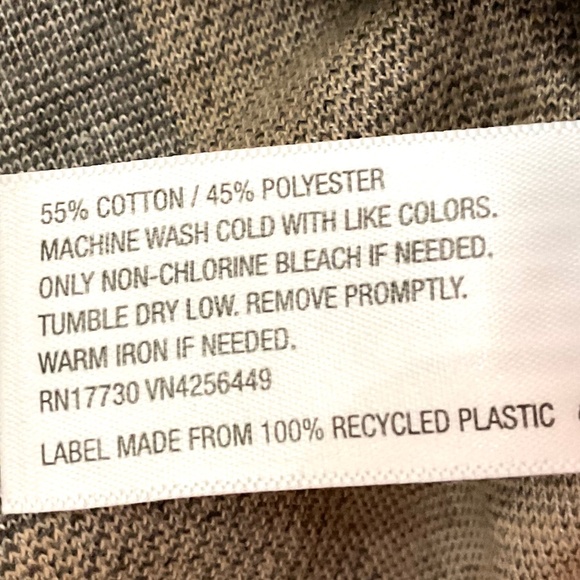 55% COTTON / 45% POLYESTER
MACHINE WASH COLD WITH LIKE COLORS.
ONLY NON-CHLORINE BLEACH IF NEEDED.
TUMBLE DRY LOW. REMOVE PROMPTLY.
WARM IRON IF NEEDED.
RN17730 VN4256449
LABEL MADE FROM 100% RECYCLED PLASTIC